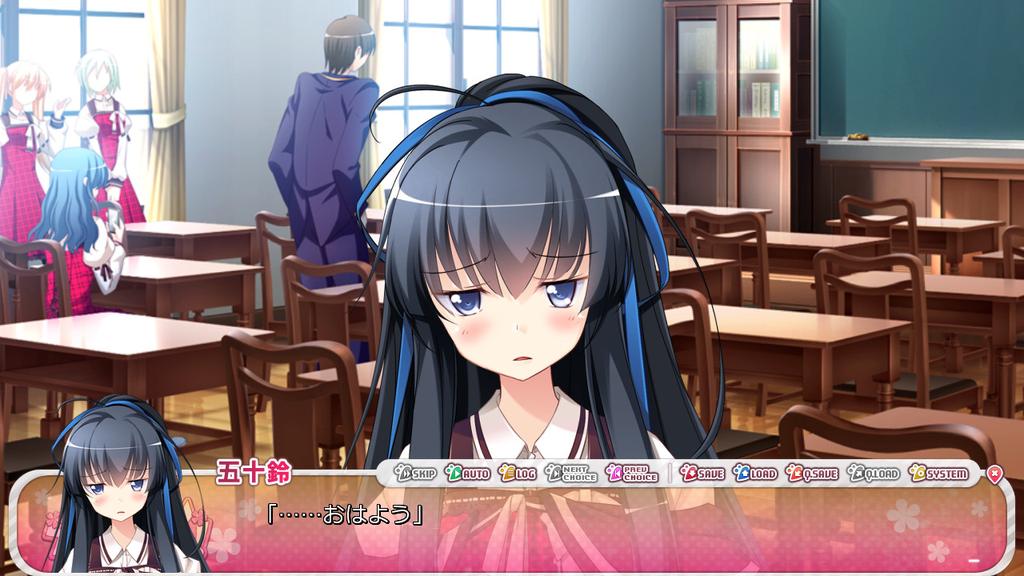 五十鈴
SKIP AUTO LOG NEXT CHOICE PREV CHOICE SAVE LOAD Q.SAVE Q.LOAD SYSTEM
「……おはよう」